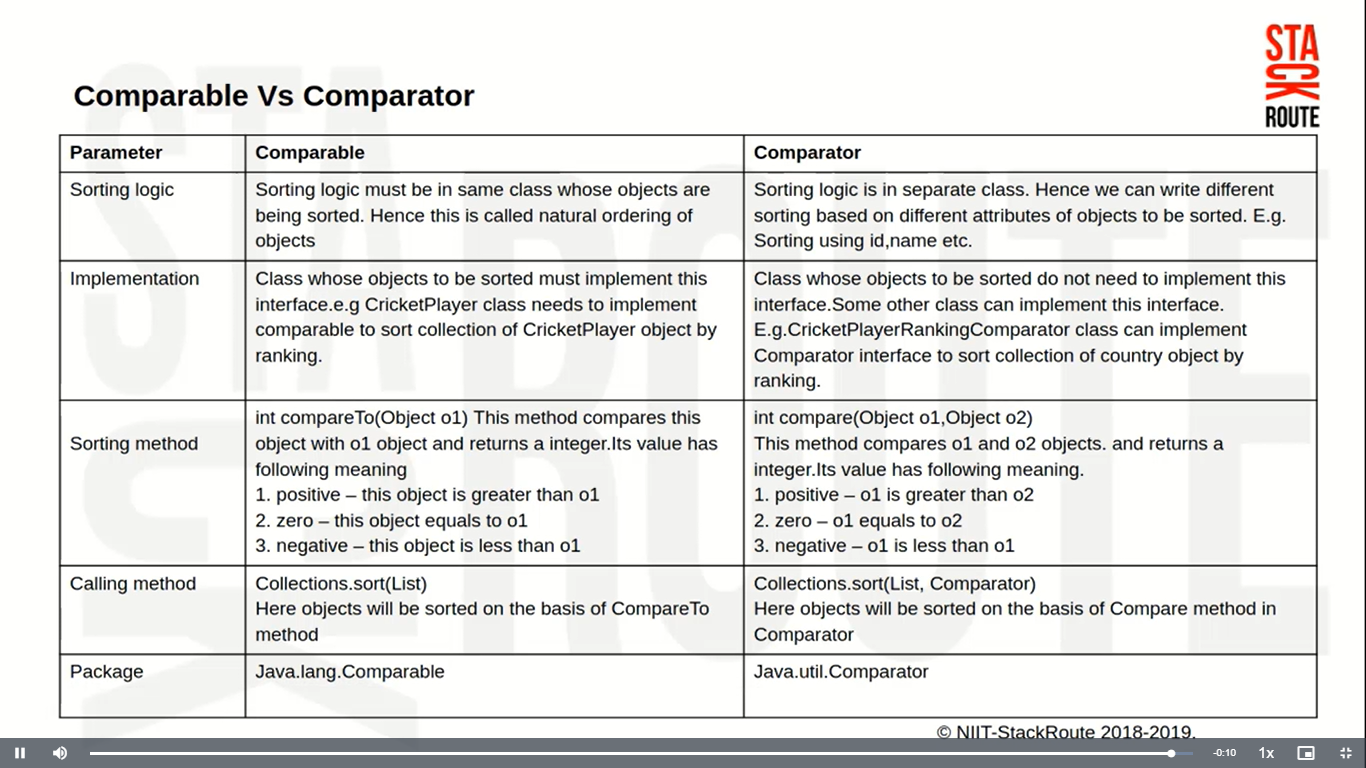 STA
CK
ROUTE
Comparable Vs Comparator
Parameter
Comparable
Comparator
Sorting logic
Sorting logic must be in same class whose objects are
being sorted. Hence this is called natural ordering of
objects
Sorting logic is in separate class. Hence we can write different
sorting based on different attributes of objects to be sorted. E.g.
Sorting using id,name etc.
Implementation
Class whose objects to be sorted must implement this
interface.e.g CricketPlayer class needs to implement
comparable to sort collection of CricketPlayer object by
ranking.
Class whose objects to be sorted do not need to implement this
interface.Some other class can implement this interface.
E.g.CricketPlayerRankingComparator class can implement
Comparator interface to sort collection of country object by
ranking.
Sorting method
int compareTo(Object o1) This method compares this
object with o1 object and returns a integer.Its value has
following meaning
1. positive – this object is greater than o1
2. zero – this object equals to o1
3. negative – this object is less than o1
int compare(Object o1,Object o2)
This method compares o1 and o2 objects. and returns a
integer.Its value has following meaning.
1. positive – o1 is greater than o2
2. zero – o1 equals to o2
3. negative – o1 is less than o1
Calling method
Collections.sort(List)
Here objects will be sorted on the basis of CompareTo
method
Collections.sort(List, Comparator)
Here objects will be sorted on the basis of Compare method in
Comparator
Package
Java.lang.Comparable
Java.util.Comparator
© NIIT-StackRoute 2018-2019.
-0:10
1x